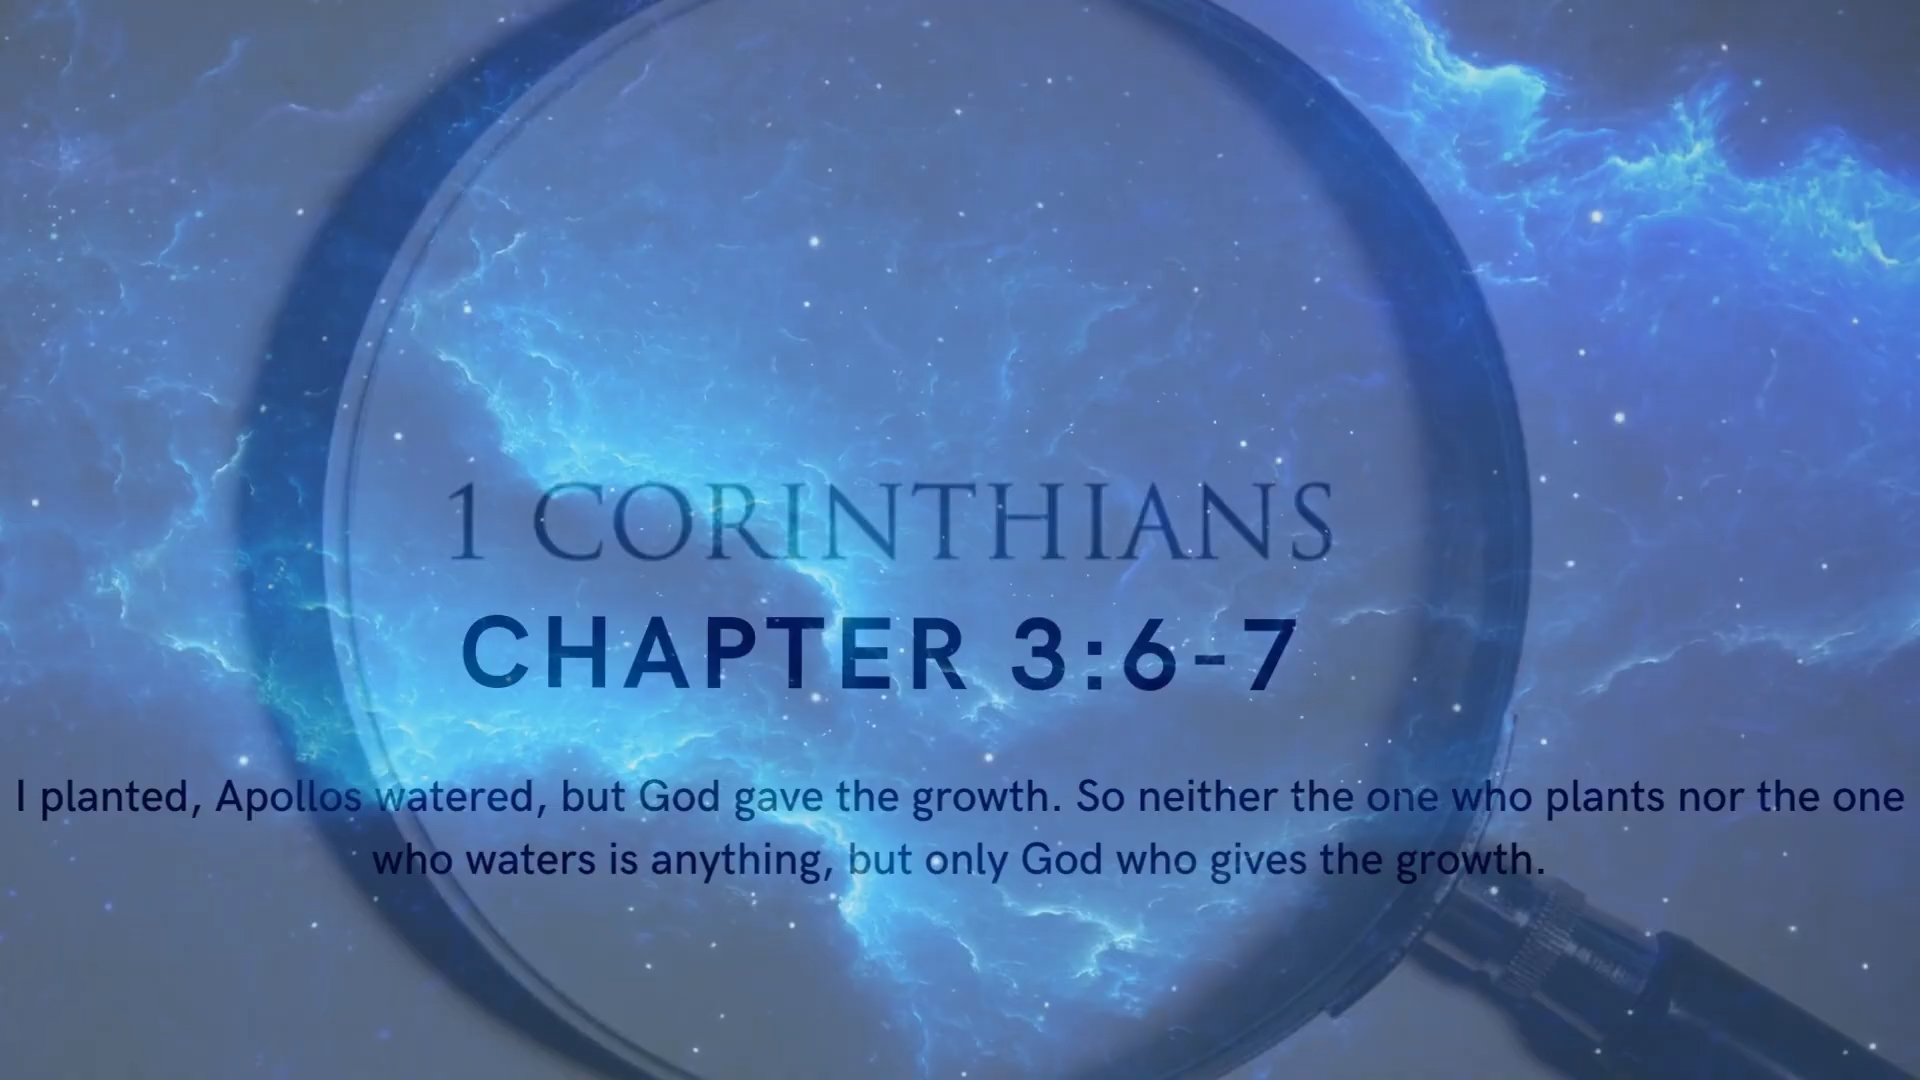 1 CORINTHIANS
CHAPTER 3:6-7
I planted, Apollos watered, but God gave the growth. So neither the one who plants nor the one
who waters is anything, but only God who gives the growth.